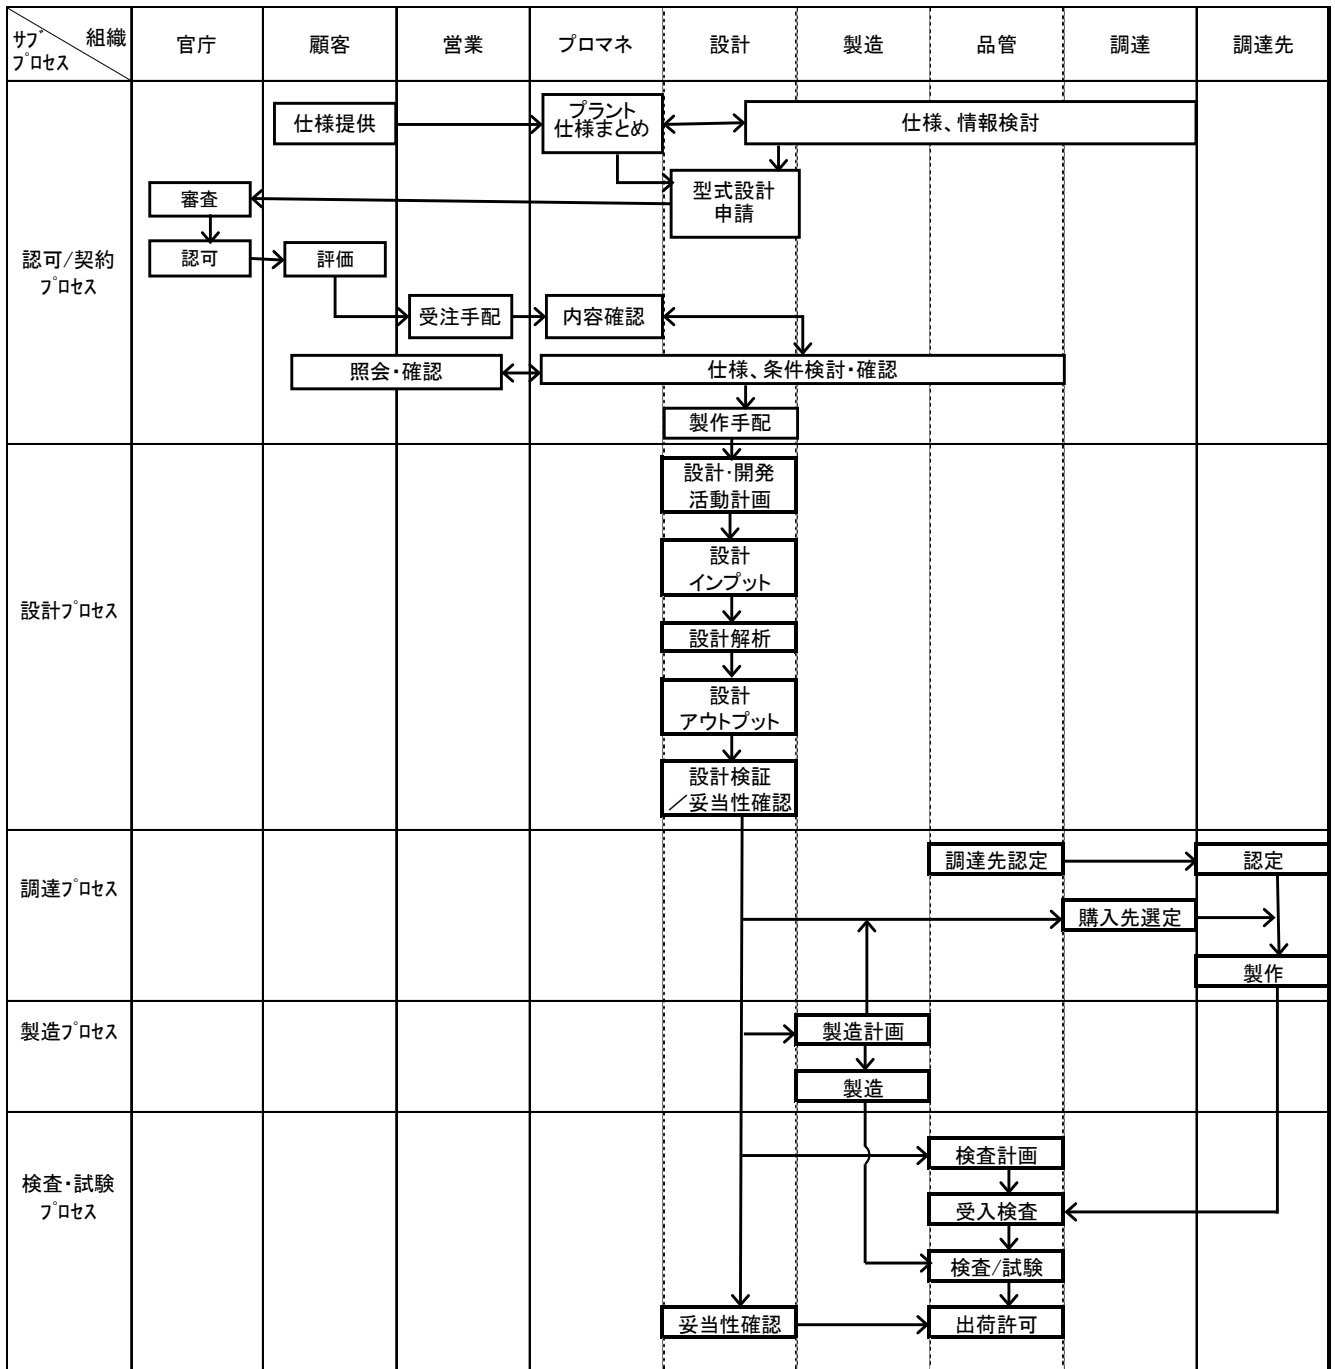 組織
サブ
プロセス
官庁
顧客
営業
プロマネ
設計
製造
品管
調達
調達先
認可/契約
プロセス
仕様提供
プラント
仕様まとめ
仕様、情報検討
型式設計
申請
審査
認可
評価
受注手配
内容確認
照会・確認
仕様、条件検討・確認
製作手配
設計プロセス
設計・開発
活動計画
設計
インプット
設計解析
設計
アウトプット
設計検証
／妥当性確認
調達プロセス
調達先認定
認定
購入先選定
製作
製造プロセス
製造計画
製造
検査・試験
プロセス
検査計画
受入検査
検査/試験
妥当性確認
出荷許可